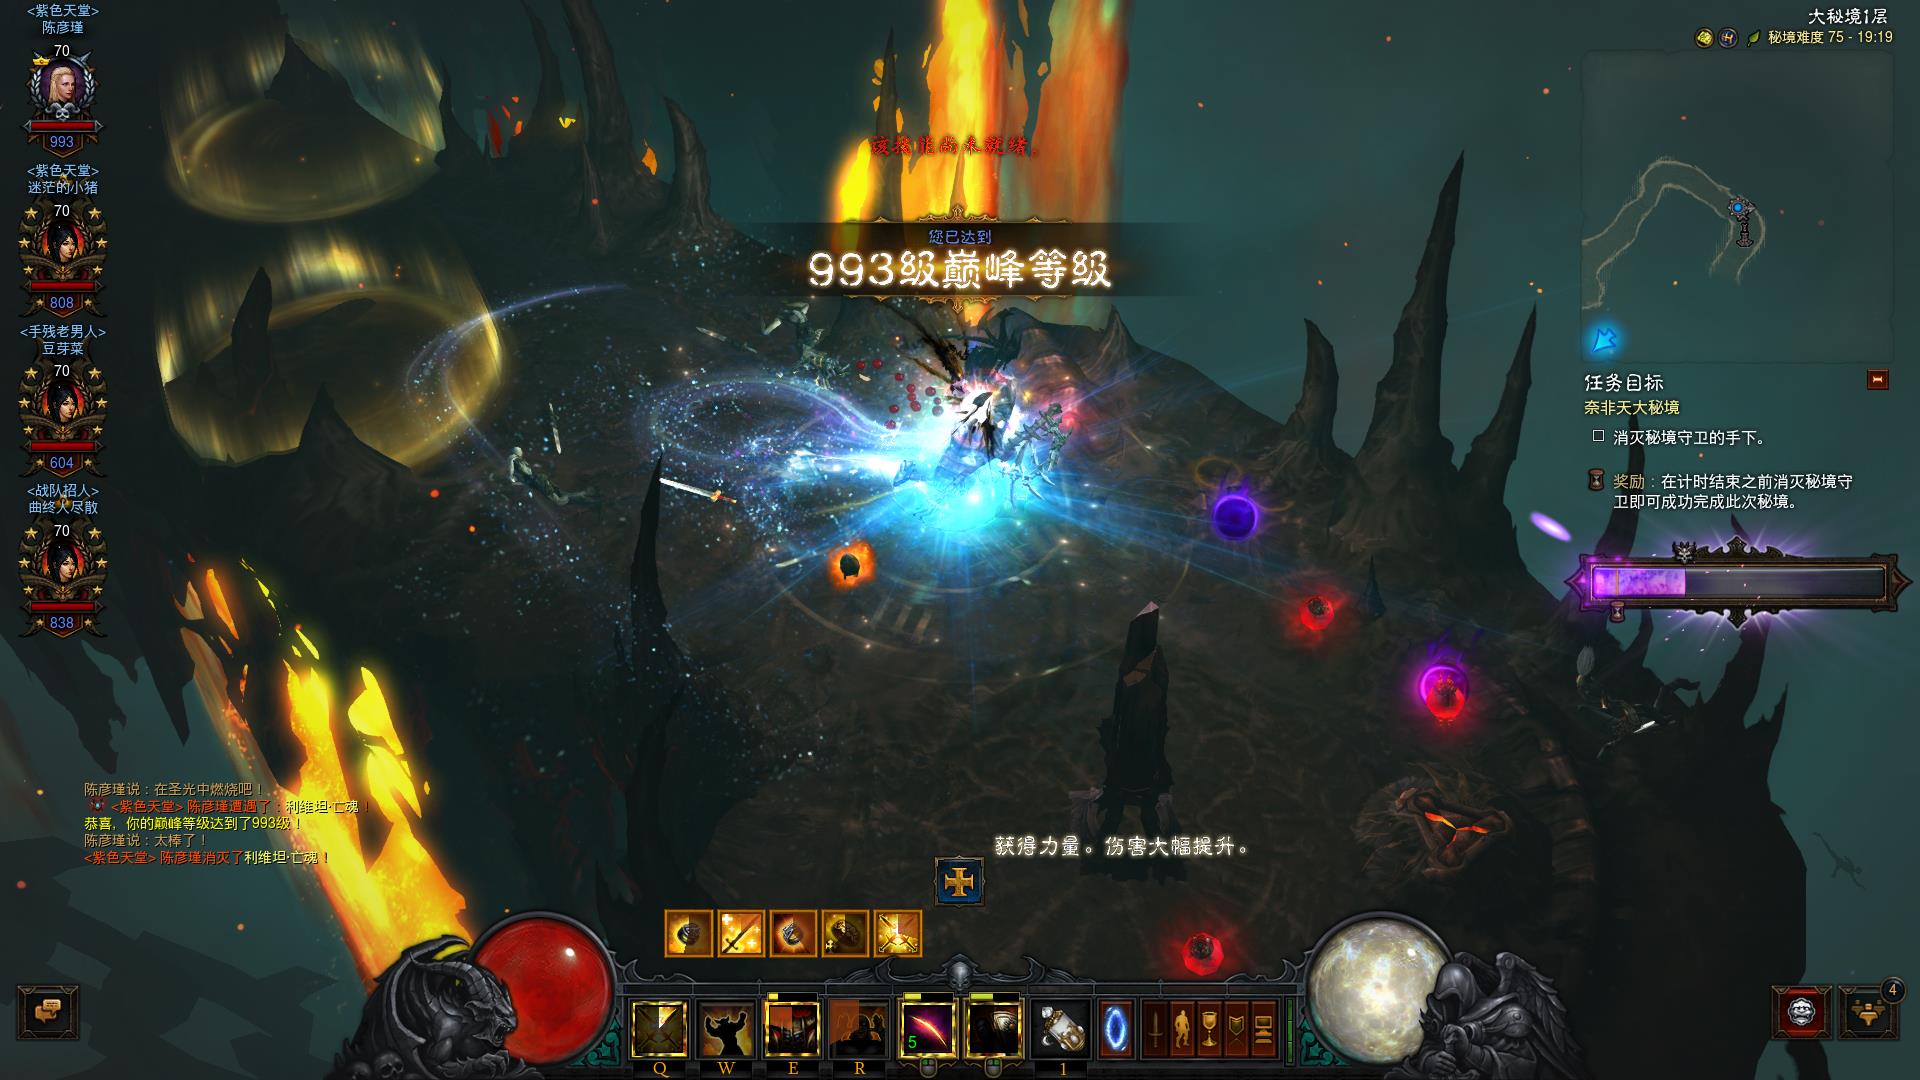 <紫色天堂>
陈彦瑾
70
993
<紫色天堂>
迷茫的小猪
70
808
<手残老男人>
豆芽菜
70
604
<战队招人>
曲终人尽散
70
838
大秘境1层
秘境难度 75 - 19:19
该技能尚未就绪。
您已达到
993级巅峰等级
任务目标
奈非天大秘境
消灭秘境守卫的手下。
奖励：在计时结束之前消灭秘境守
卫即可成功完成此次秘境。
陈彦瑾说：在圣光中燃烧吧！
<紫色天堂> 陈彦瑾遭遇了：利维坦·亡魂！
恭喜，你的巅峰等级达到了993级！
陈彦瑾说：太棒了！
<紫色天堂> 陈彦瑾消灭了利维坦·亡魂！
获得力量。伤害大幅提升。
5
Q
W
E
R
1
4